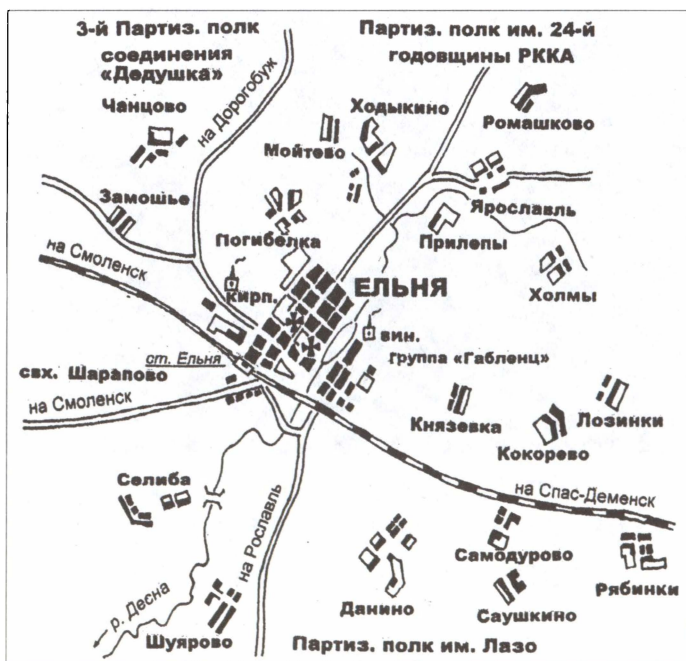 3-й Партиз. полк
соединения
«Дедушка»
Партиз. полк им. 24-й
годовщины РККА
Чанцово
на Дорогобуж
Ходыкино
Ромашково
Мойтево
Замошье
Ярославль
Погибелка
Прилепы
на Смоленск
Холмы
кирп.
ЕЛЬНЯ
вин.
ст. Ельня
группа «Габленц»
свх. Шарапово
на Смоленск
Князевка
Лозинки
Кокорево
Селиба
на Спас-Деменск
на Рославль
Самодурово
Рябинки
р. Десна
Данино
Саушкино
Шуярово
Партиз. полк им. Лазо